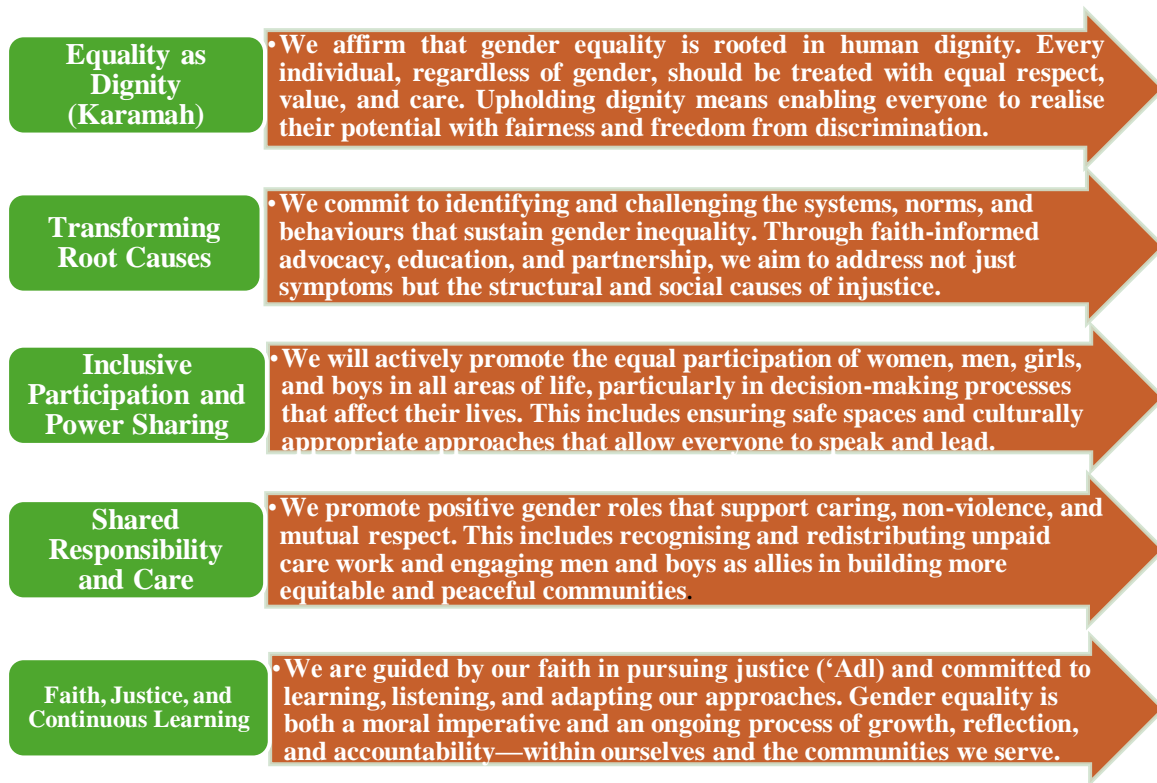 Equality as
Dignity
(Karamah)
•We affirm that gender equality is rooted in human dignity. Every
individual, regardless of gender, should be treated with equal respect,
value, and care. Upholding dignity means enabling everyone to realise
their potential with fairness and freedom from discrimination.
Transforming
Root Causes
•We commit to identifying and challenging the systems, norms, and
behaviours that sustain gender inequality. Through faith-informed
advocacy, education, and partnership, we aim to address not just
symptoms but the structural and social causes of injustice.
Inclusive
Participation and
Power Sharing
•We will actively promote the equal participation of women, men, girls,
and boys in all areas of life, particularly in decision-making processes
that affect their lives. This includes ensuring safe spaces and culturally
appropriate approaches that allow everyone to speak and lead.
Shared
Responsibility
and Care
•We promote positive gender roles that support caring, non-violence, and
mutual respect. This includes recognising and redistributing unpaid
care work and engaging men and boys as allies in building more
equitable and peaceful communities.
Faith, Justice, and
Continuous Learning
•We are guided by our faith in pursuing justice (‘Adl) and committed to
learning, listening, and adapting our approaches. Gender equality is
both a moral imperative and an ongoing process of growth, reflection,
and accountability—within ourselves and the communities we serve.